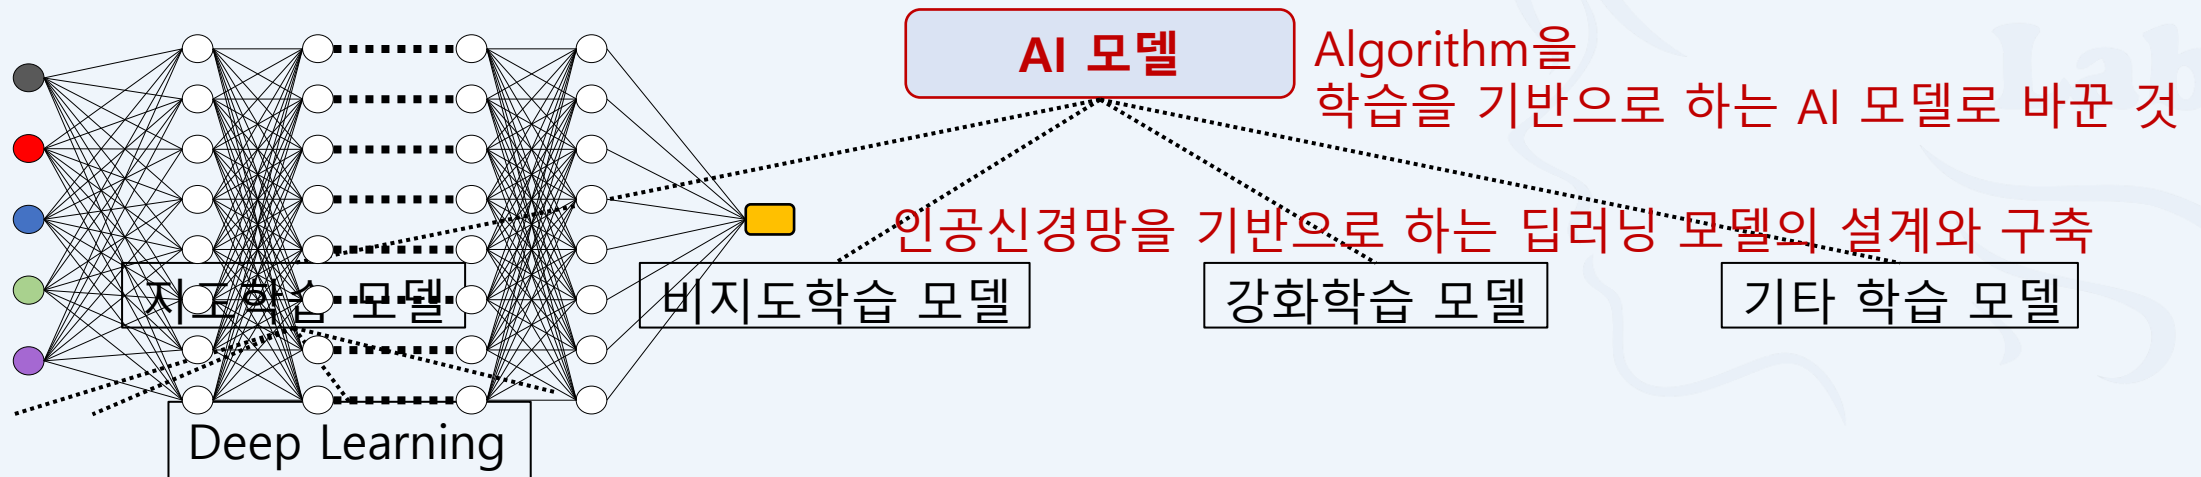 AI 모델
Algorithm을
학습을 기반으로 하는 AI 모델로 바꾼 것
인공신경망을 기반으로 하는 딥러닝 모델의 설계와 구축
지도학습 모델
비지도학습 모델
강화학습 모델
기타 학습 모델
Deep Learning
Lab